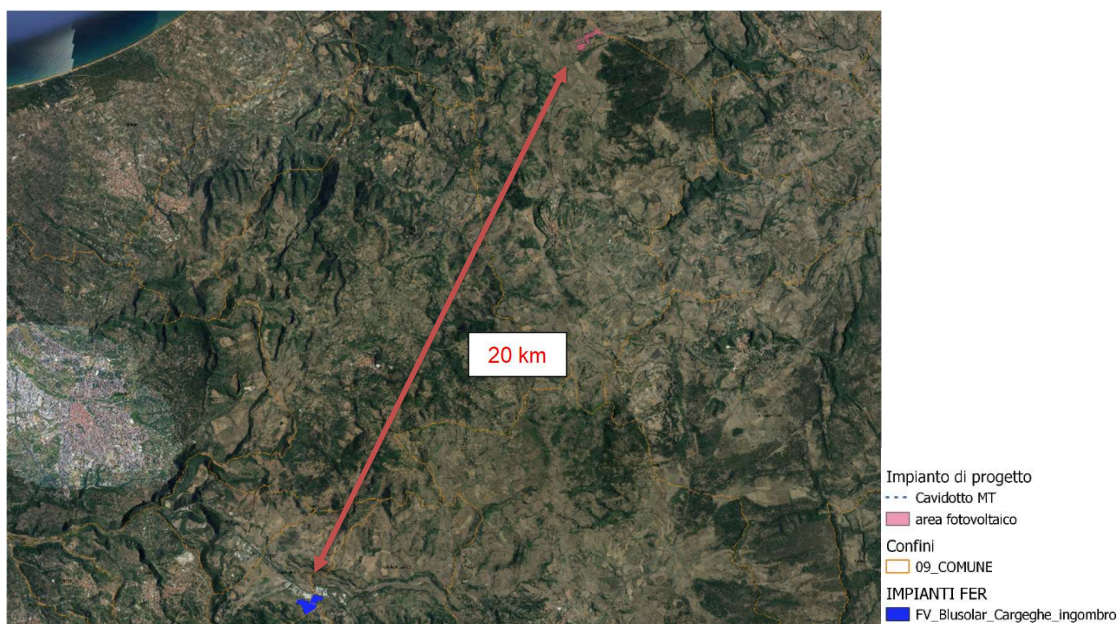 20 km
Impianto di progetto
Cavidotto MT
area fotovoltaico
Confini
09_COMUNE
IMPIANTI FER
FV_Blusolar_Cargeghe_ingombro